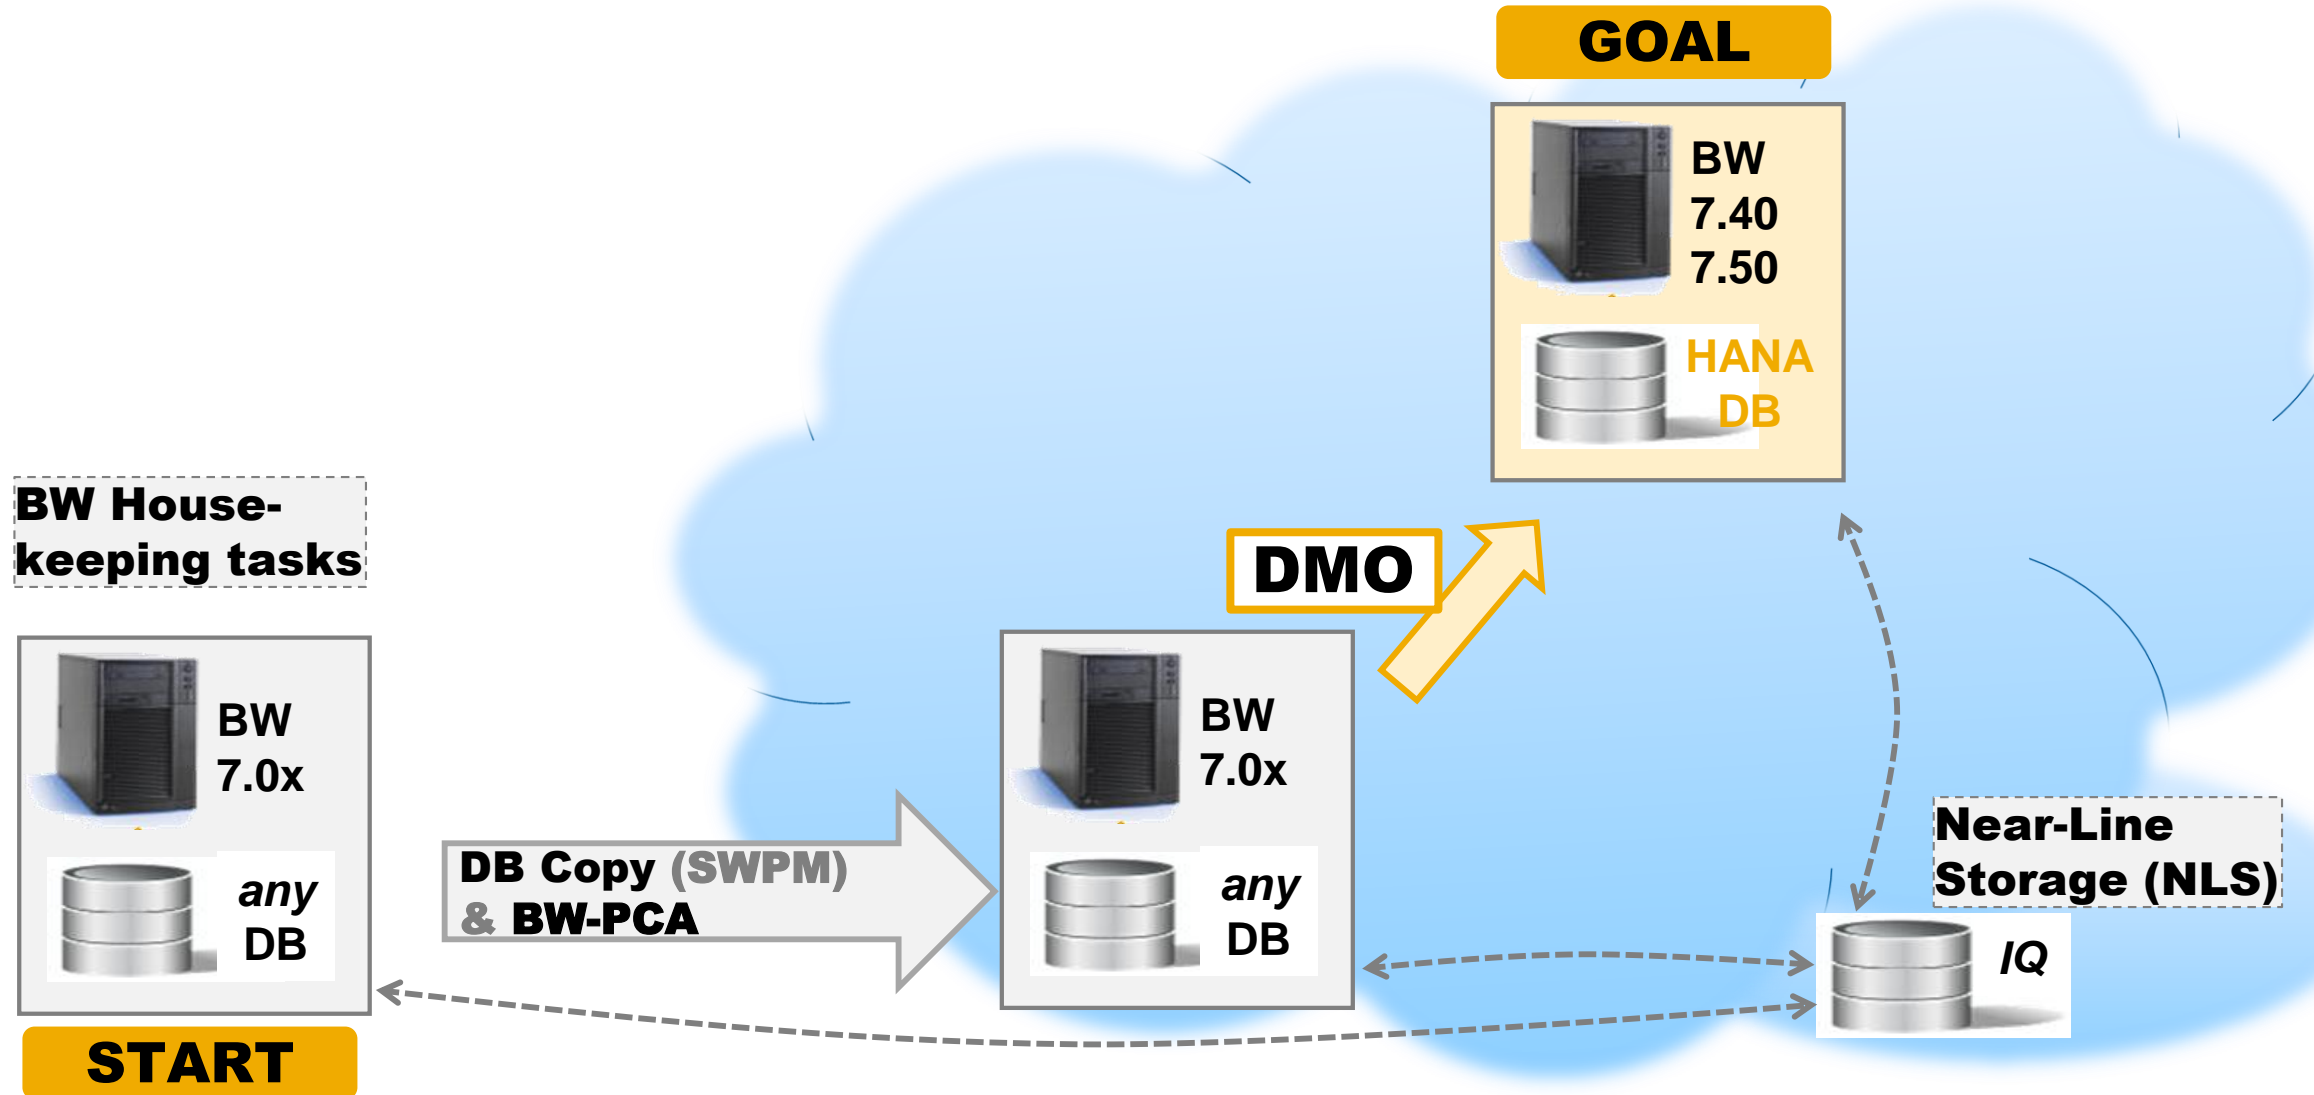 GOAL
BW
7.40
7.50
HANA
DB
BW House-
keeping tasks
DMO
BW
7.0x
any
DB
START
DB Copy (SWPM)
& BW-PCA
BW
7.0x
any
DB
Near-Line
Storage (NLS)
IQ